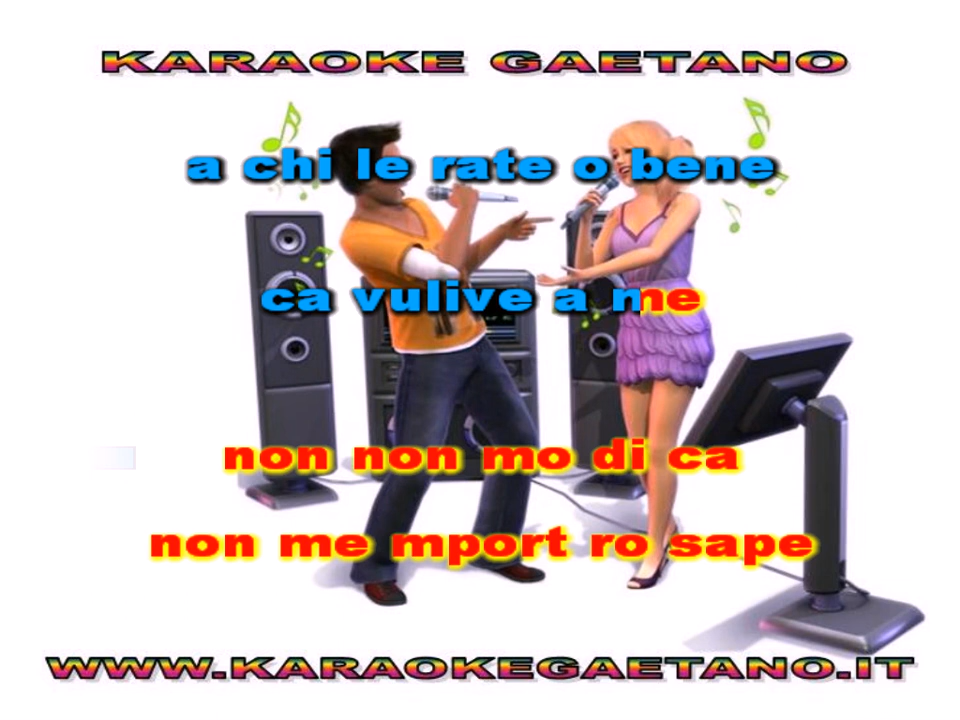 KARAOKE GAETANO
a chi le rate o bene
ca vulive a me
non non mo di ca
non me mport ro sape
WWW.KARAOKEGAETANO.IT